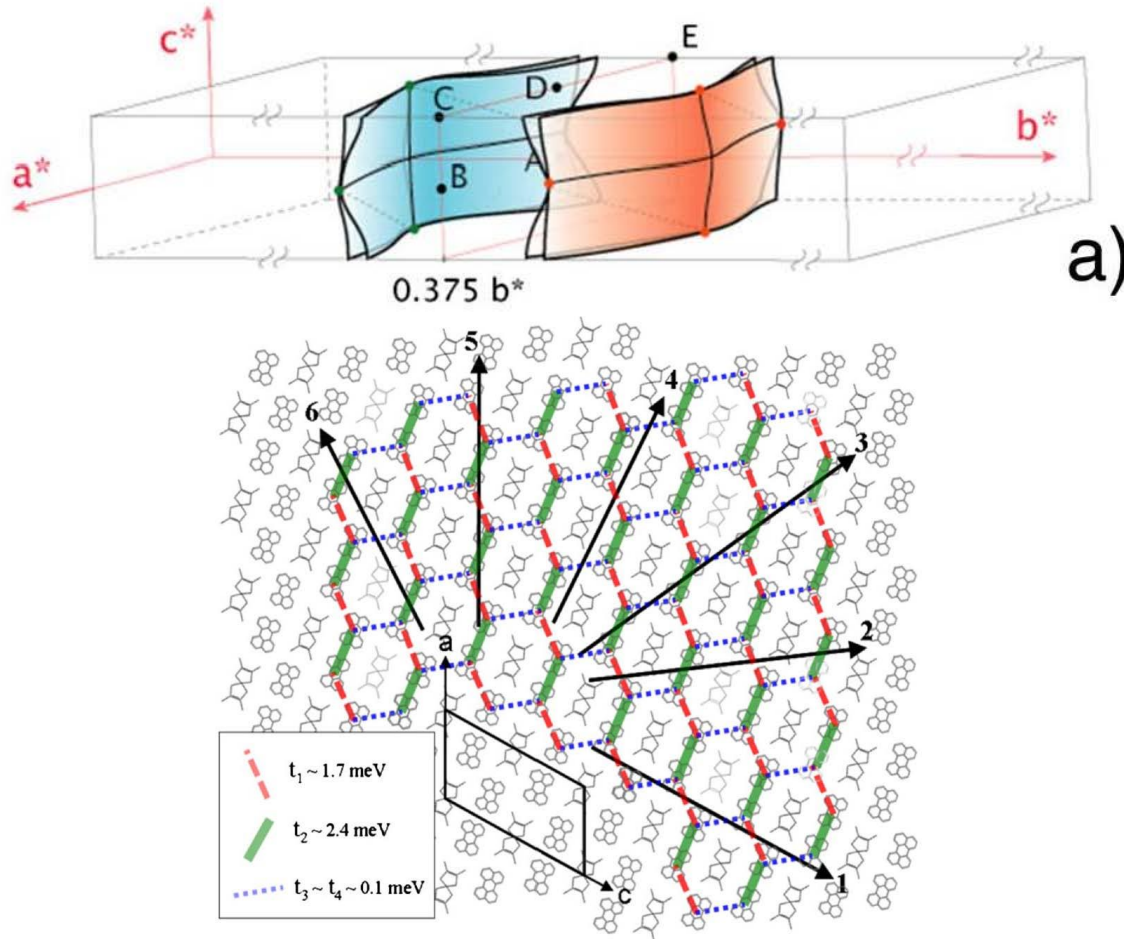 c*
E
D
C
b*
A
a*
B
a)
0.375 b*
5
4
6
3
a
2
t₁ ~ 1.7 meV
t₂ ~ 2.4 meV
1
t₃ ~ t₄ ~ 0.1 meV
c